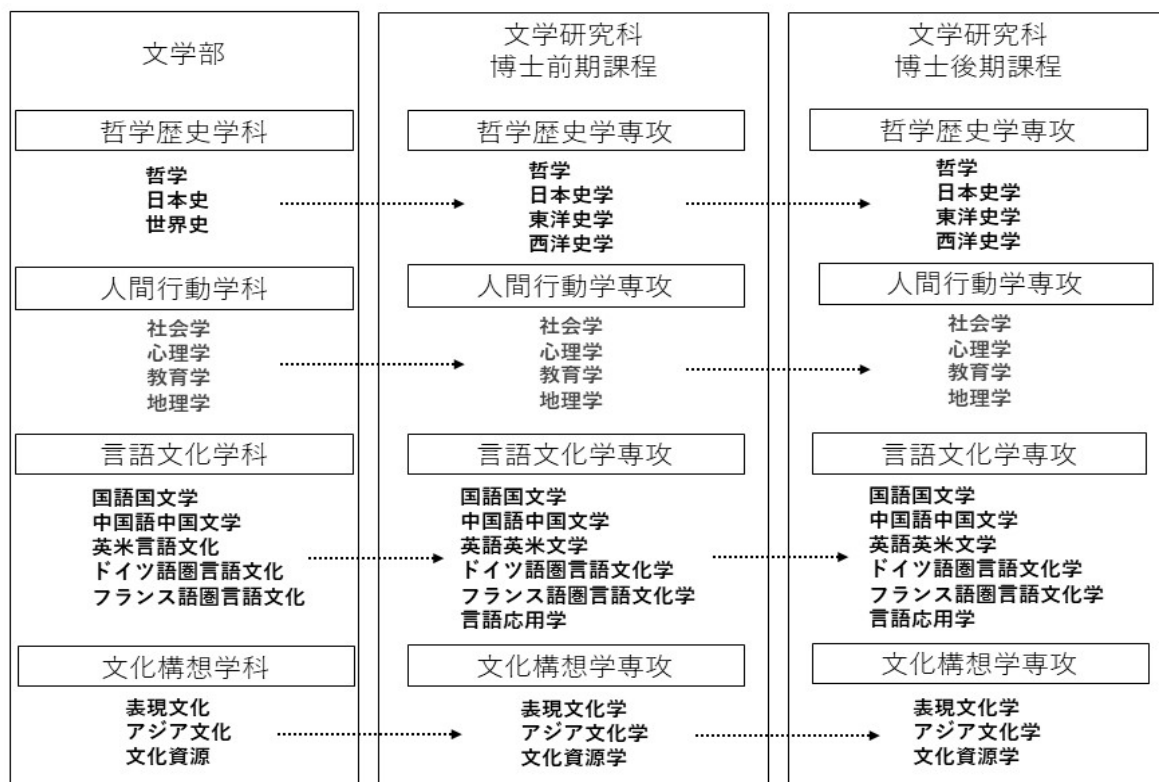 文学部
哲学歴史学科
哲学
日本史
世界史
人間行動学科
社会学
心理学
教育学
地理学
言語文化学科
国語国文学
中国語中国文学
英米言語文化
ドイツ語圏言語文化
フランス語圏言語文化
文化構想学科
表現文化
アジア文化
文化資源
文学研究科
博士前期課程
哲学歴史学専攻
哲学
日本史学
東洋史学
西洋史学
人間行動学専攻
社会学
心理学
教育学
地理学
言語文化学専攻
国語国文学
中国語中国文学
英語英米文学
ドイツ語圏言語文化学
フランス語圏言語文化学
言語応用学
文化構想学専攻
表現文化学
アジア文化学
文化資源学
文学研究科
博士後期課程
哲学歴史学専攻
哲学
日本史学
東洋史学
西洋史学
人間行動学専攻
社会学
心理学
教育学
地理学
言語文化学専攻
国語国文学
中国語中国文学
英語英米文学
ドイツ語圏言語文化学
フランス語圏言語文化学
言語応用学
文化構想学専攻
表現文化学
アジア文化学
文化資源学